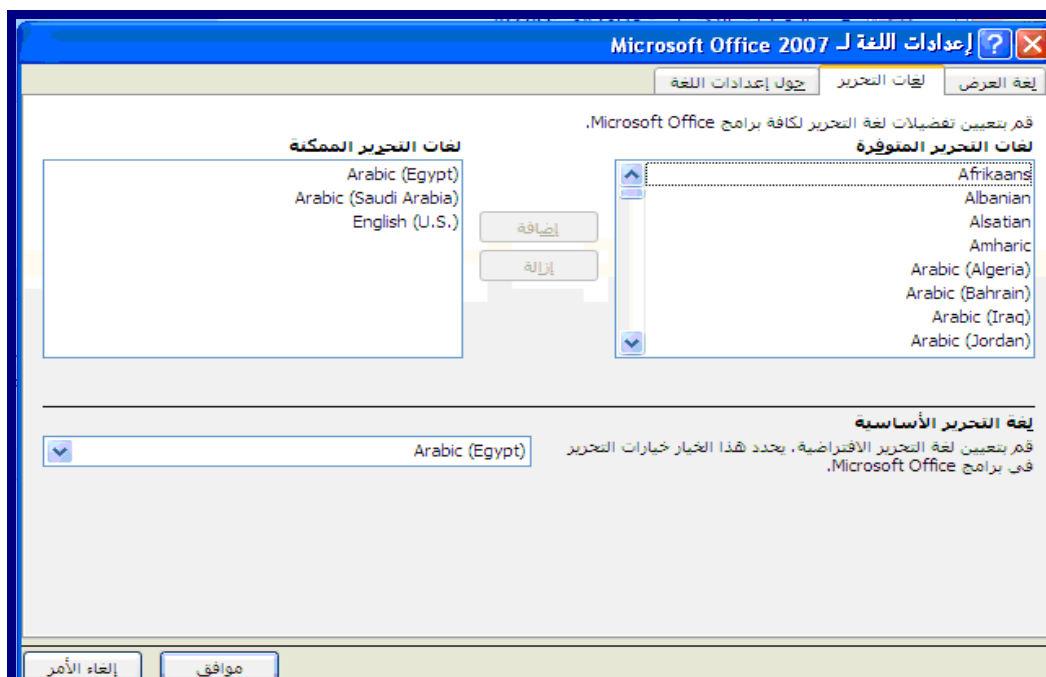 إعدادات اللغة لـ Microsoft Office 2007
لغة العرض
لغات التحرير
حول إعدادات اللغة
قم بتعيين تفضيلات لغة التحرير لكافة برامج Microsoft Office.
لغات التحرير المتوفرة
Afrikaans
Albanian
Alsatian
Amharic
Arabic (Algeria)
Arabic (Bahrain)
Arabic (Iraq)
Arabic (Jordan)
إضافة
إزالة
لغات التحرير الممكنة
Arabic (Egypt)
Arabic (Saudi Arabia)
English (U.S.)
لغة التحرير الأساسية
قم بتعيين لغة التحرير الافتراضية. يحدد هذا الخيار خيارات التحرير
في برامج Microsoft Office.
Arabic (Egypt)
موافق
إلغاء الأمر